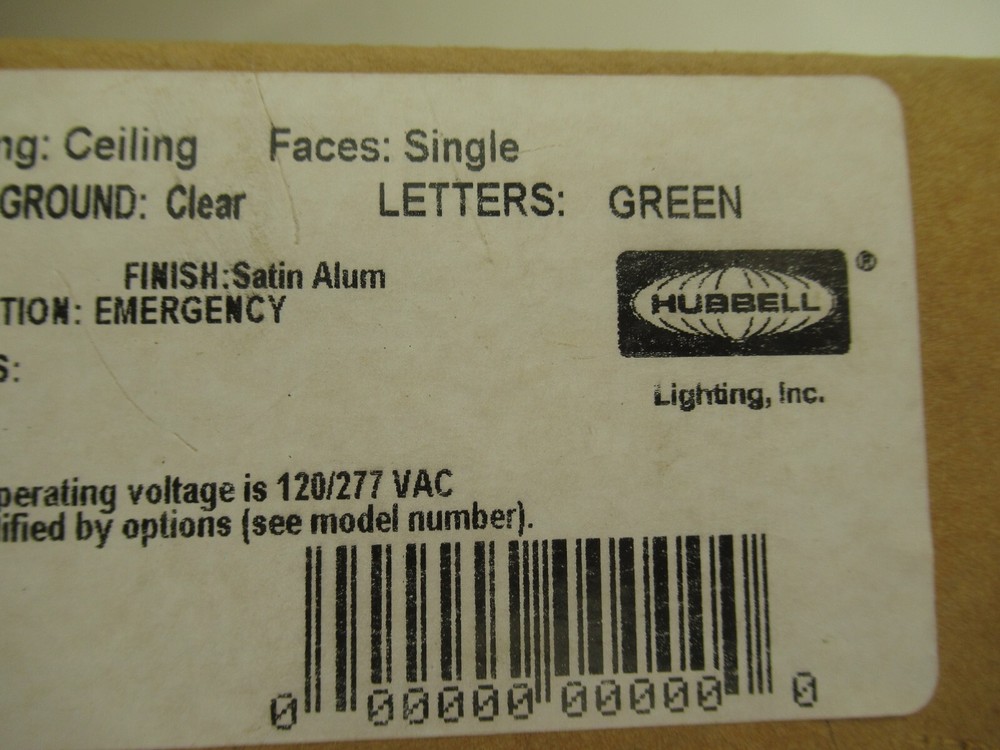 ng: Ceiling Faces: Single
GROUND: Clear LETTERS: GREEN
FINISH:Satin Alum
TION: EMERGENCY
HUBBELL ®
Lighting, Inc.
S:
perating voltage is 120/277 VAC
ified by options (see model number).
0 00000 00000 0